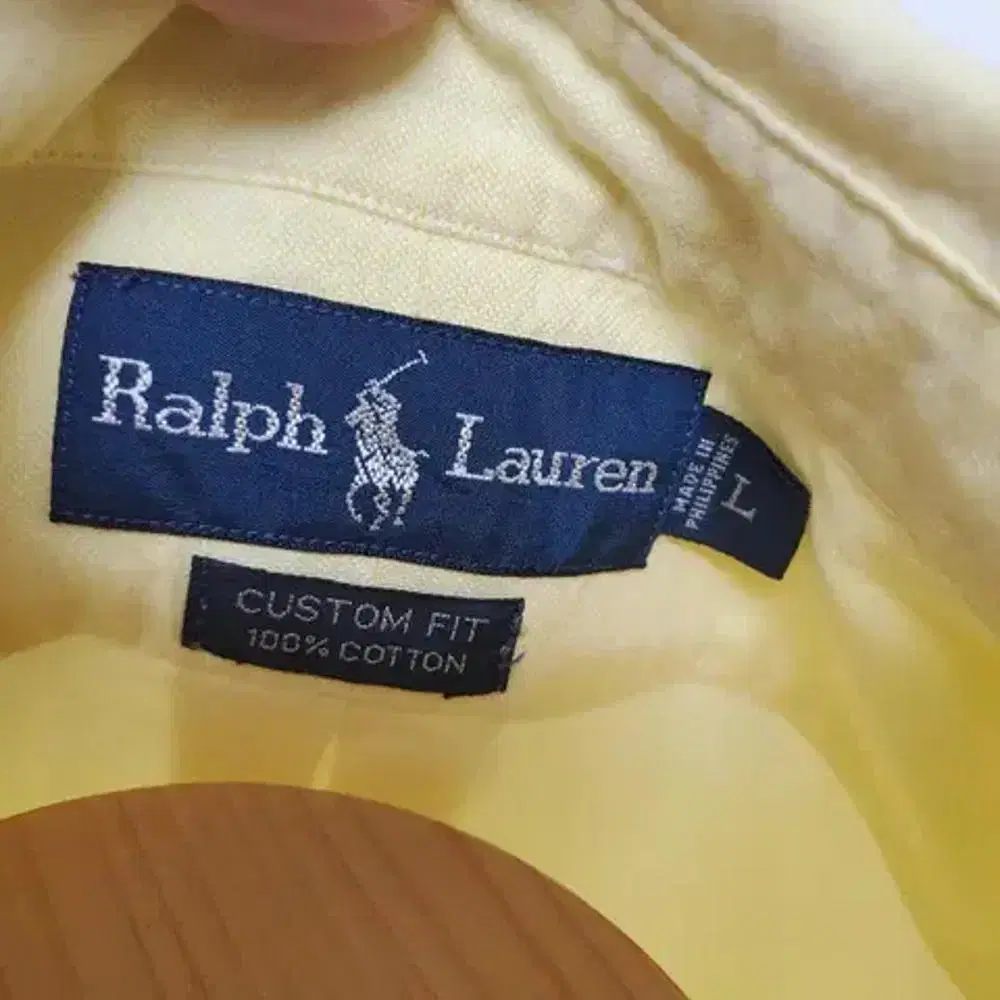 Ralph Lauren
MADE IN
PHILIPPINES
L
CUSTOM FIT
100% COTTON